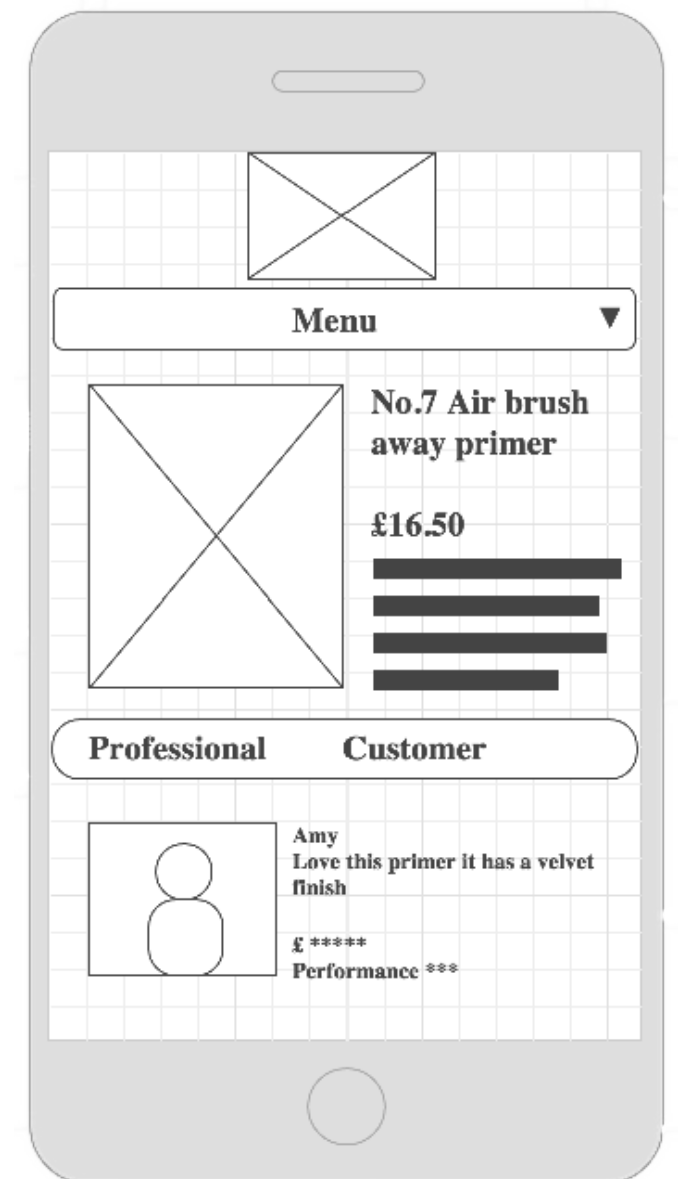 Menu ▼
No.7 Air brush
away primer
£16.50
Professional Customer
Amy
Love this primer it has a velvet
finish
£ *****
Performance ***